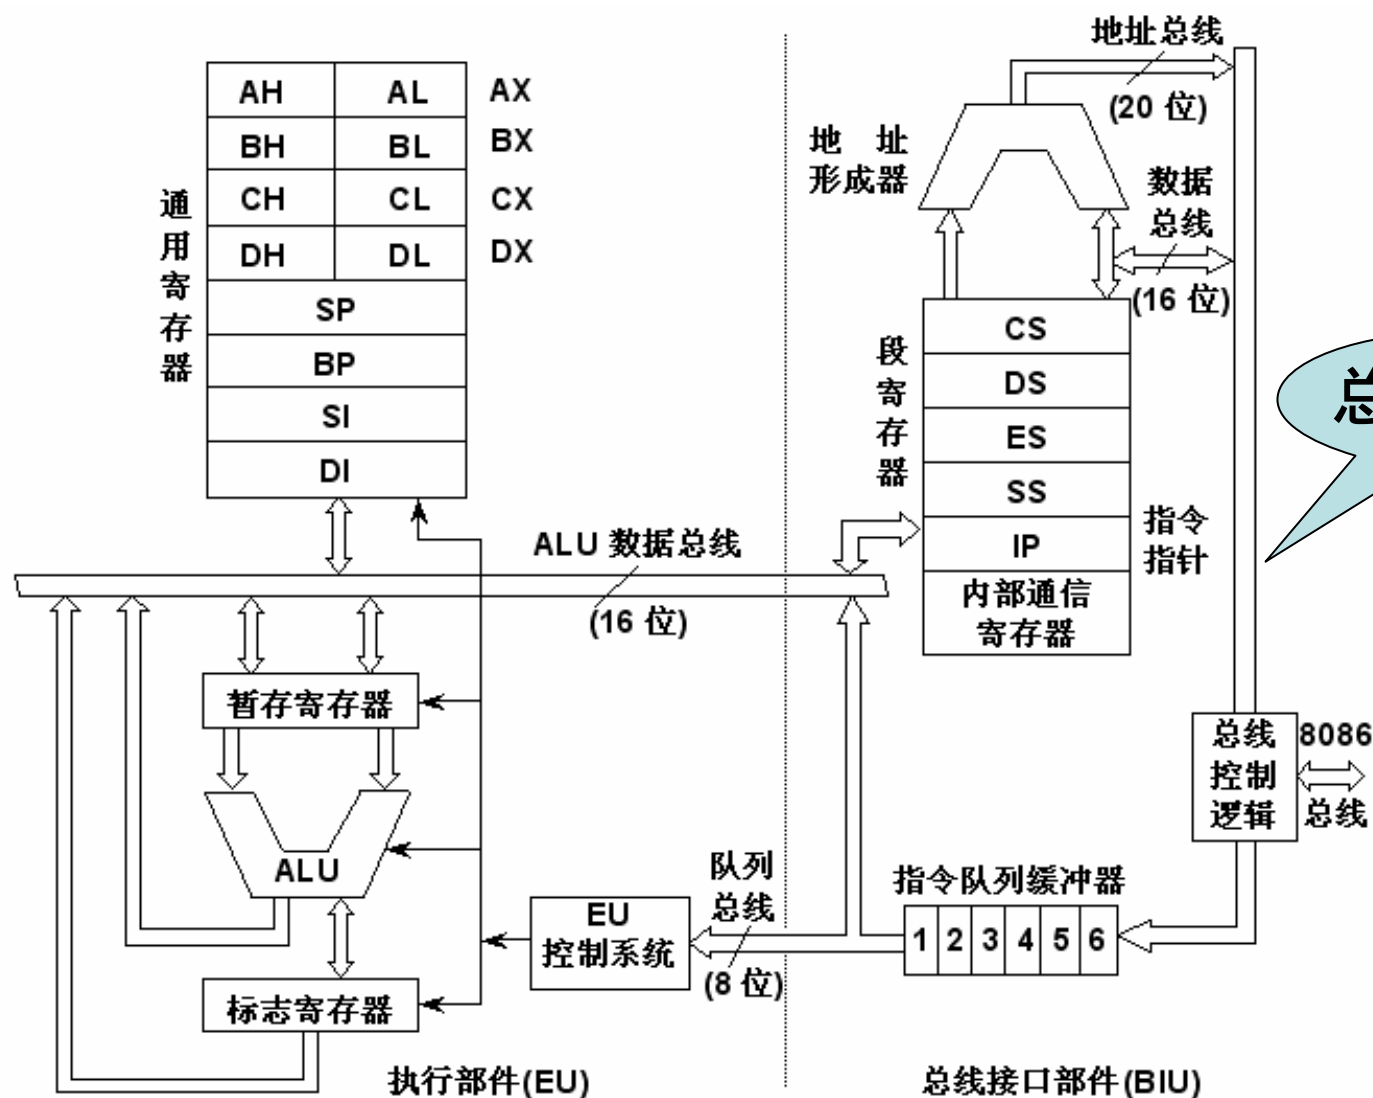 地址总线
(20 位)
AH AL AX
BH BL BX
CH CL CX
DH DL DX
SP
BP
SI
DI
通用寄存器
地 址
形成器
数据
总线
(16 位)
段寄存器
CS
DS
ES
SS
IP
内部通信
寄存器
指令
指针
总
ALU 数据总线
(16 位)
暂存寄存器
ALU
标志寄存器
EU
控制系统
队列
总线
(8 位)
指令队列缓冲器
1 2 3 4 5 6
总线
控制
逻辑
8086
总线
执行部件(EU)
总线接口部件(BIU)